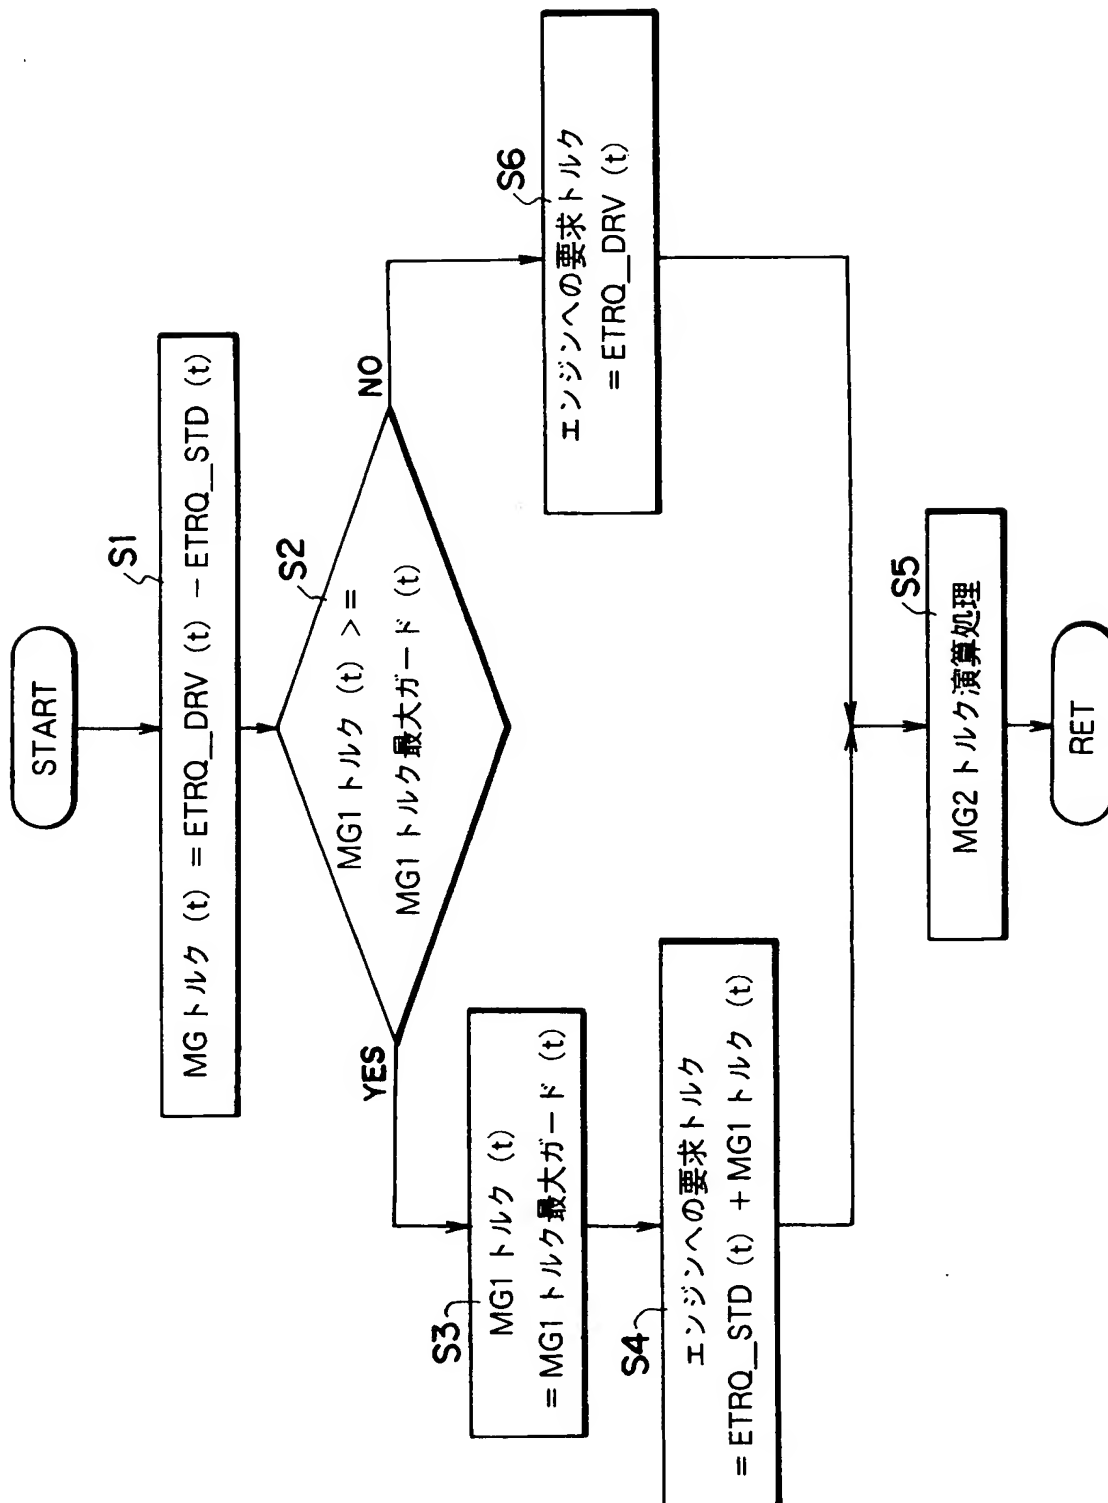 START
S1
MGトルク (t) = ETRQ_DRV (t) - ETRQ_STD (t)
S2
MG1 トルク (t) >=
MG1 トルク最大ガード (t)
YES
NO
S3
MG1 トルク (t)
= MG1 トルク最大ガード (t)
S4
エンジンへの要求トルク
= ETRQ_STD (t) + MG1 トルク (t)
S6
エンジンへの要求トルク
= ETRQ_DRV (t)
S5
MG2 トルク演算処理
RET